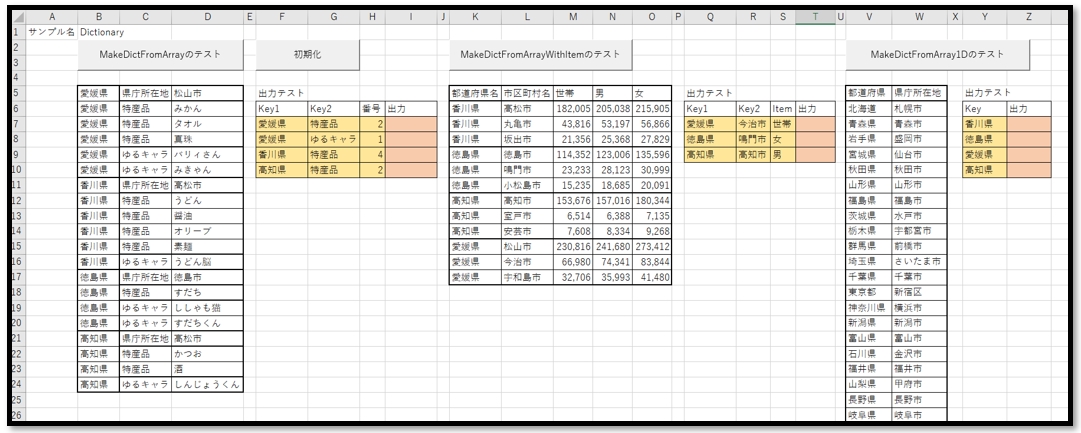 A B C D E F G H I J K L M N O P Q R S T U V W X Y Z
1 サンプル名 Dictionary
2 MakeDictFromArrayのテスト 初期化 MakeDictFromArrayWithItemのテスト MakeDictFromArray1Dのテスト
3
4
5 愛媛県 県庁所在地 松山市 出力テスト 都道府県名 市区町村名 世帯 男 女 出力テスト 都道府県 県庁所在地 出力テスト
6 愛媛県 特産品 みかん Key1 Key2 番号 出力 香川県 高松市 182,005 205,038 215,905 Key1 Key2 Item 出力 北海道 札幌市 Key 出力
7 愛媛県 特産品 タオル 愛媛県 特産品 2 香川県 丸亀市 43,816 53,197 56,866 愛媛県 今治市 世帯 青森県 青森市 香川県
8 愛媛県 特産品 真珠 愛媛県 ゆるキャラ 1 香川県 坂出市 21,356 25,368 27,829 徳島県 鳴門市 女 岩手県 盛岡市 徳島県
9 愛媛県 ゆるキャラ バリィさん 香川県 特産品 4 徳島県 徳島市 114,352 123,006 135,596 高知県 高知市 男 宮城県 仙台市 愛媛県
10 愛媛県 ゆるキャラ みきゃん 高知県 特産品 2 徳島県 鳴門市 23,233 28,123 30,999 秋田県 秋田市 高知県
11 香川県 県庁所在地 高松市 徳島県 小松島市 15,235 18,685 20,091 山形県 山形市
12 香川県 特産品 うどん 高知県 高知市 153,676 157,016 180,344 福島県 福島市
13 香川県 特産品 醤油 高知県 室戸市 6,514 6,388 7,135 茨城県 水戸市
14 香川県 特産品 オリーブ 高知県 安芸市 7,608 8,334 9,268 栃木県 宇都宮市
15 香川県 特産品 素麺 愛媛県 松山市 230,816 241,680 273,412 群馬県 前橋市
16 香川県 ゆるキャラ うどん脳 愛媛県 今治市 66,980 74,341 83,844 埼玉県 さいたま市
17 徳島県 県庁所在地 徳島市 愛媛県 宇和島市 32,706 35,993 41,480 千葉県 千葉市
18 徳島県 特産品 すだち 東京都 新宿区
19 徳島県 ゆるキャラ ししゃも猫 神奈川県 横浜市
20 徳島県 ゆるキャラ すだちくん 新潟県 新潟市
21 高知県 県庁所在地 高松市 富山県 富山市
22 高知県 特産品 かつお 石川県 金沢市
23 高知県 特産品 酒 福井県 福井市
24 高知県 ゆるキャラ しんじょうくん 山梨県 甲府市
25 長野県 長野市
26 岐阜県 岐阜市